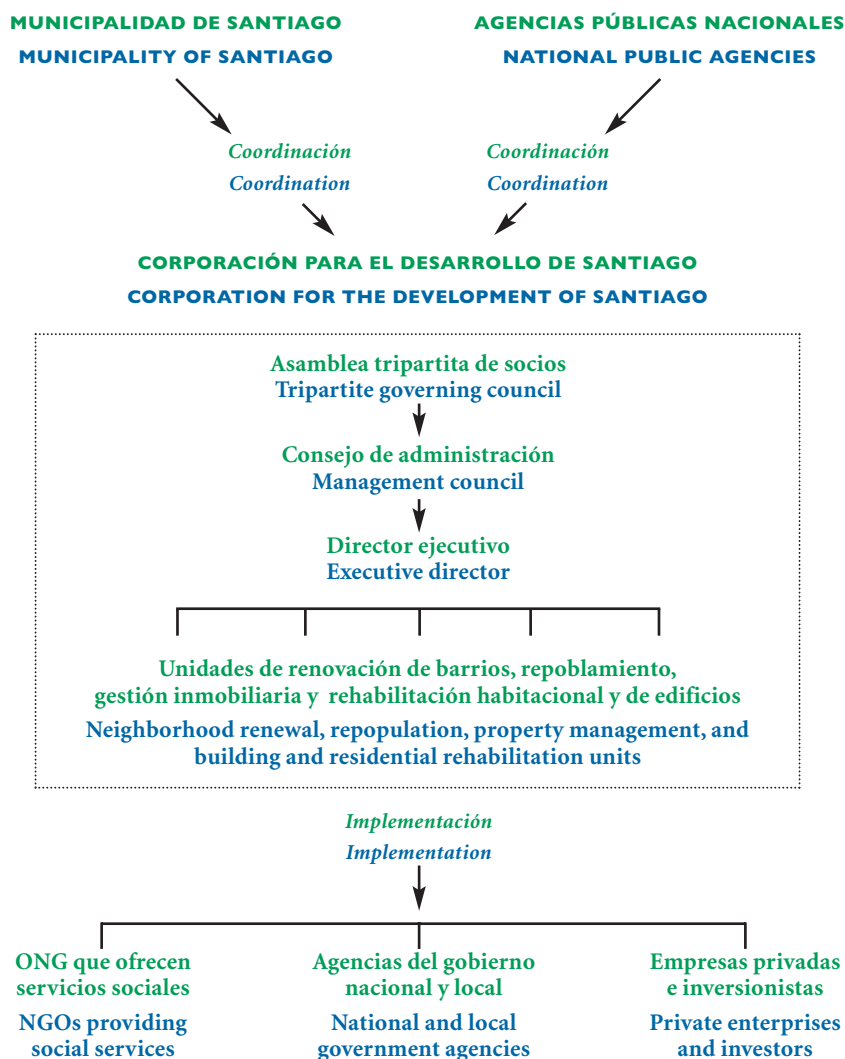 MUNICIPALIDAD DE SANTIAGO
MUNICIPALITY OF SANTIAGO
AGENCIAS PÚBLICAS NACIONALES
NATIONAL PUBLIC AGENCIES
Coordinación
Coordination
Coordinación
Coordination
CORPORACIÓN PARA EL DESARROLLO DE SANTIAGO
CORPORATION FOR THE DEVELOPMENT OF SANTIAGO
Asamblea tripartita de socios
Tripartite governing council
Consejo de administración
Management council
Director ejecutivo
Executive director
Unidades de renovación de barrios, repoblamiento,
gestión inmobiliaria y rehabilitación habitacional y de edificios
Neighborhood renewal, repopulation, property management, and
building and residential rehabilitation units
Implementación
Implementation
ONG que ofrecen
servicios sociales
NGOs providing
social services
Agencias del gobierno
nacional y local
National and local
government agencies
Empresas privadas
e inversionistas
Private enterprises
and investors